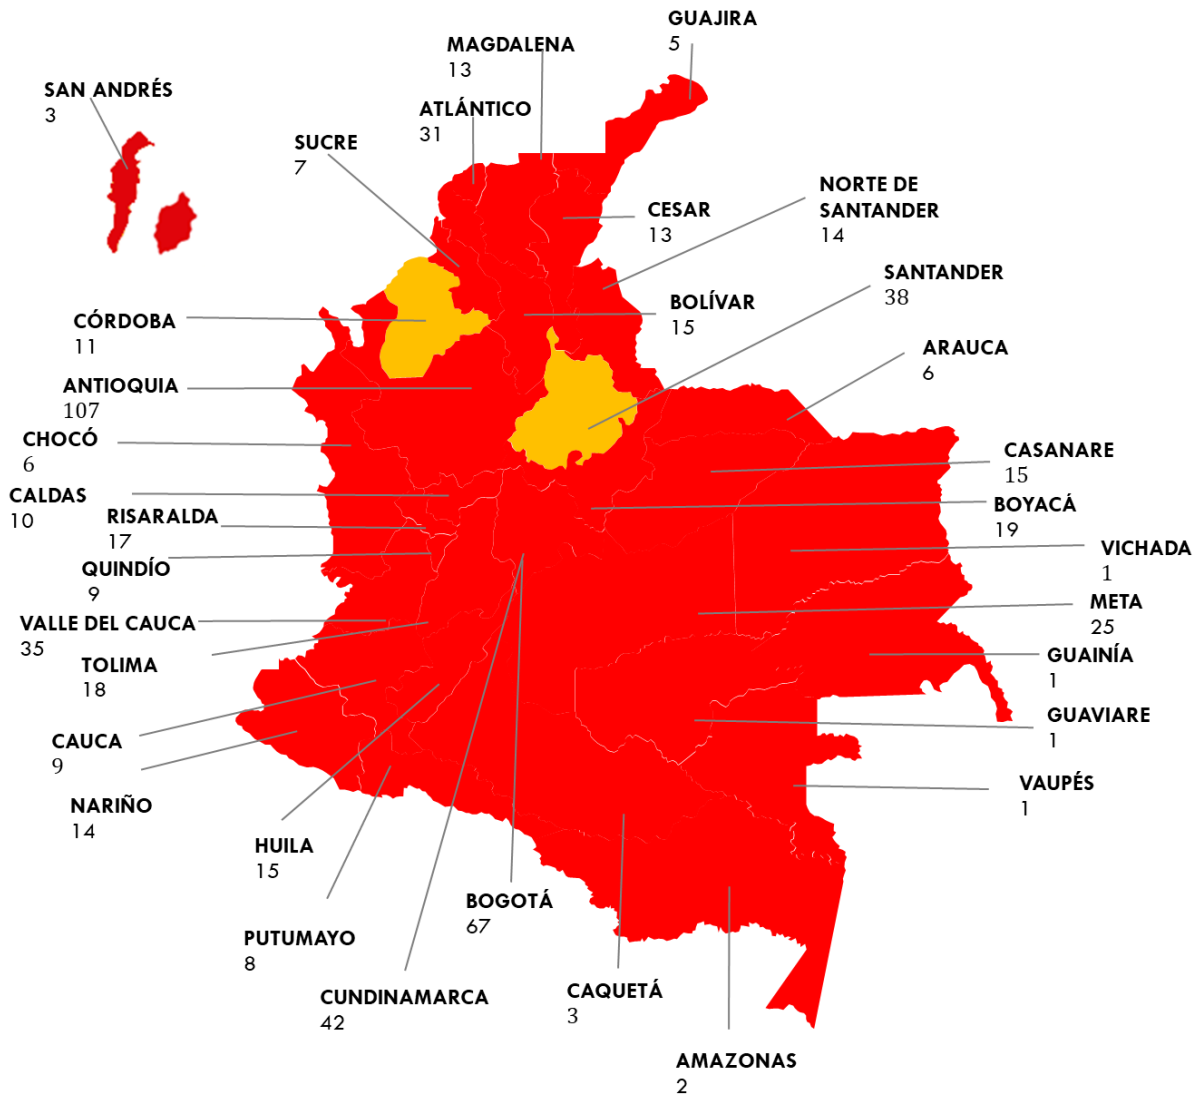 GUAJIRA
5
MAGDALENA
13
SAN ANDRÉS
3
ATLÁNTICO
31
SUCRE
7
NORTE DE
SANTANDER
14
CESAR
13
SANTANDER
38
BOLÍVAR
15
CÓRDOBA
11
ARAUCA
6
ANTIOQUIA
107
CHOCÓ
6
CASANARE
15
CALDAS
10
BOYACÁ
19
RISARALDA
17
VICHADA
1
QUINDÍO
9
META
25
VALLE DEL CAUCA
35
GUAINÍA
1
TOLIMA
18
GUAVIARE
1
CAUCA
9
VAUPÉS
1
NARIÑO
14
HUILA
15
BOGOTÁ
67
PUTUMAYO
8
CAQUETÁ
3
CUNDINAMARCA
42
AMAZONAS
2